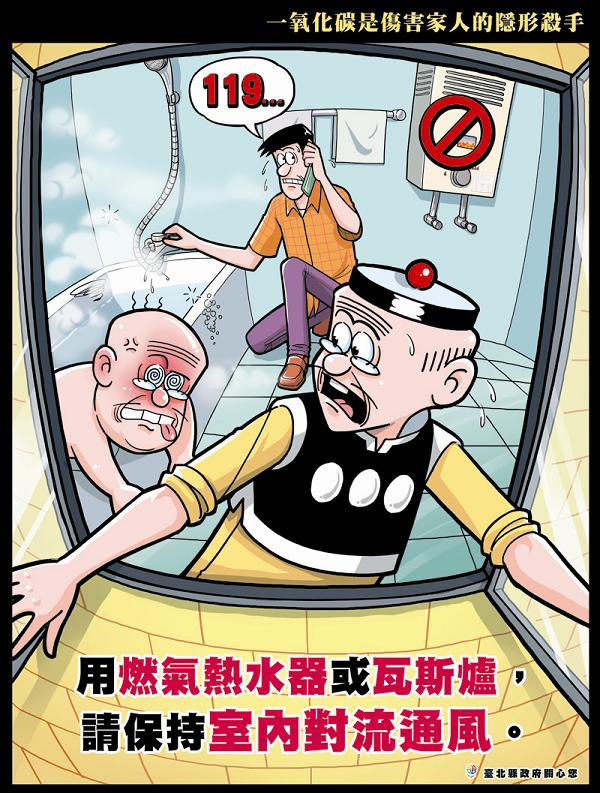 一氧化碳是傷害家人的隱形殺手
119...
用燃氣熱水器或瓦斯爐，
請保持室內對流通風。
臺北縣政府關心您